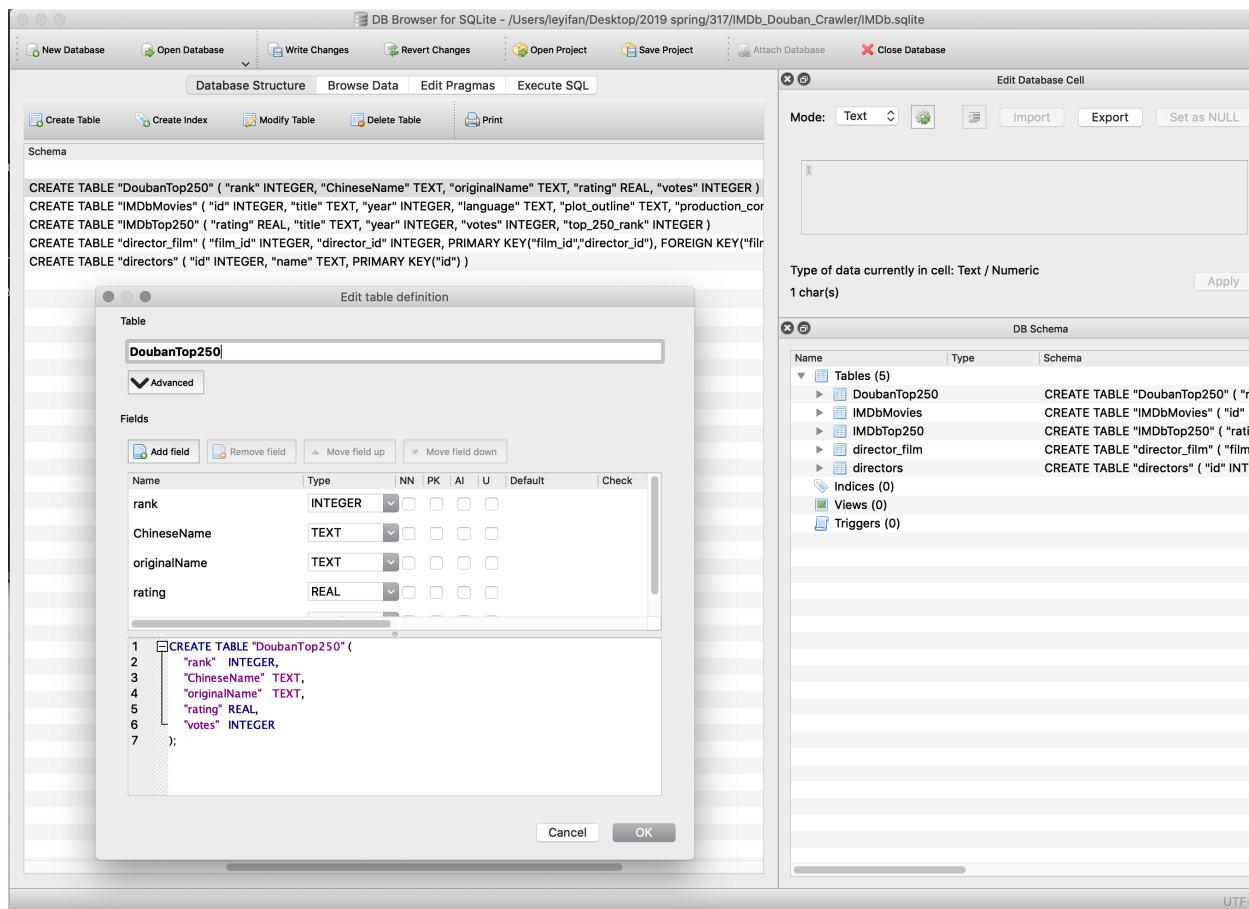 DB Browser for SQLite - /Users/leyifan/Desktop/2019 spring/317/IMDb_Douban_Crawler/IMDb.sqlite
New Database Open Database Write Changes Revert Changes Open Project Save Project Attach Database Close Database
Database Structure Browse Data Edit Pragmas Execute SQL
Create Table Create Index Modify Table Delete Table Print
Schema
CREATE TABLE "DoubanTop250" ( "rank" INTEGER, "ChineseName" TEXT, "originalName" TEXT, "rating" REAL, "votes" INTEGER )
CREATE TABLE "IMDbMovies" ( "id" INTEGER, "title" TEXT, "year" INTEGER, "language" TEXT, "plot_outline" TEXT, "production_cor
CREATE TABLE "IMDbTop250" ( "rating" REAL, "title" TEXT, "year" INTEGER, "votes" INTEGER, "top_250_rank" INTEGER )
CREATE TABLE "director_film" ( "film_id" INTEGER, "director_id" INTEGER, PRIMARY KEY("film_id","director_id"), FOREIGN KEY("filr
CREATE TABLE "directors" ( "id" INTEGER, "name" TEXT, PRIMARY KEY("id") )
Edit table definition
Table
DoubanTop250
Advanced
Fields
Add field Remove field Move field up Move field down
Name Type NN PK AI U Default Check
rank INTEGER
ChineseName TEXT
originalName TEXT
rating REAL
1 CREATE TABLE "DoubanTop250" (
2 "rank" INTEGER,
3 "ChineseName" TEXT,
4 "originalName" TEXT,
5 "rating" REAL,
6 "votes" INTEGER
7 );
Cancel OK
Edit Database Cell
Mode: Text Import Export Set as NULL
1
Type of data currently in cell: Text / Numeric
1 char(s)
Apply
DB Schema
Name Type Schema
Tables (5)
DoubanTop250 CREATE TABLE "DoubanTop250" ( "r
IMDbMovies CREATE TABLE "IMDbMovies" ( "id"
IMDbTop250 CREATE TABLE "IMDbTop250" ( "rati
director_film CREATE TABLE "director_film" ( "film
directors CREATE TABLE "directors" ( "id" INT
Indices (0)
Views (0)
Triggers (0)
UTF-